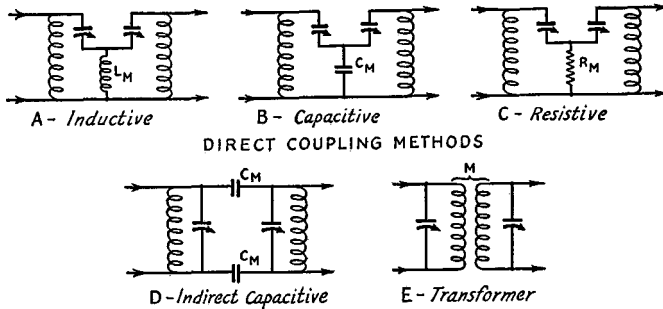 L_M
C_M
R_M
A - Inductive
B - Capacitive
C - Resistive
DIRECT COUPLING METHODS
C_M
M
C_M
D - Indirect Capacitive
E - Transformer